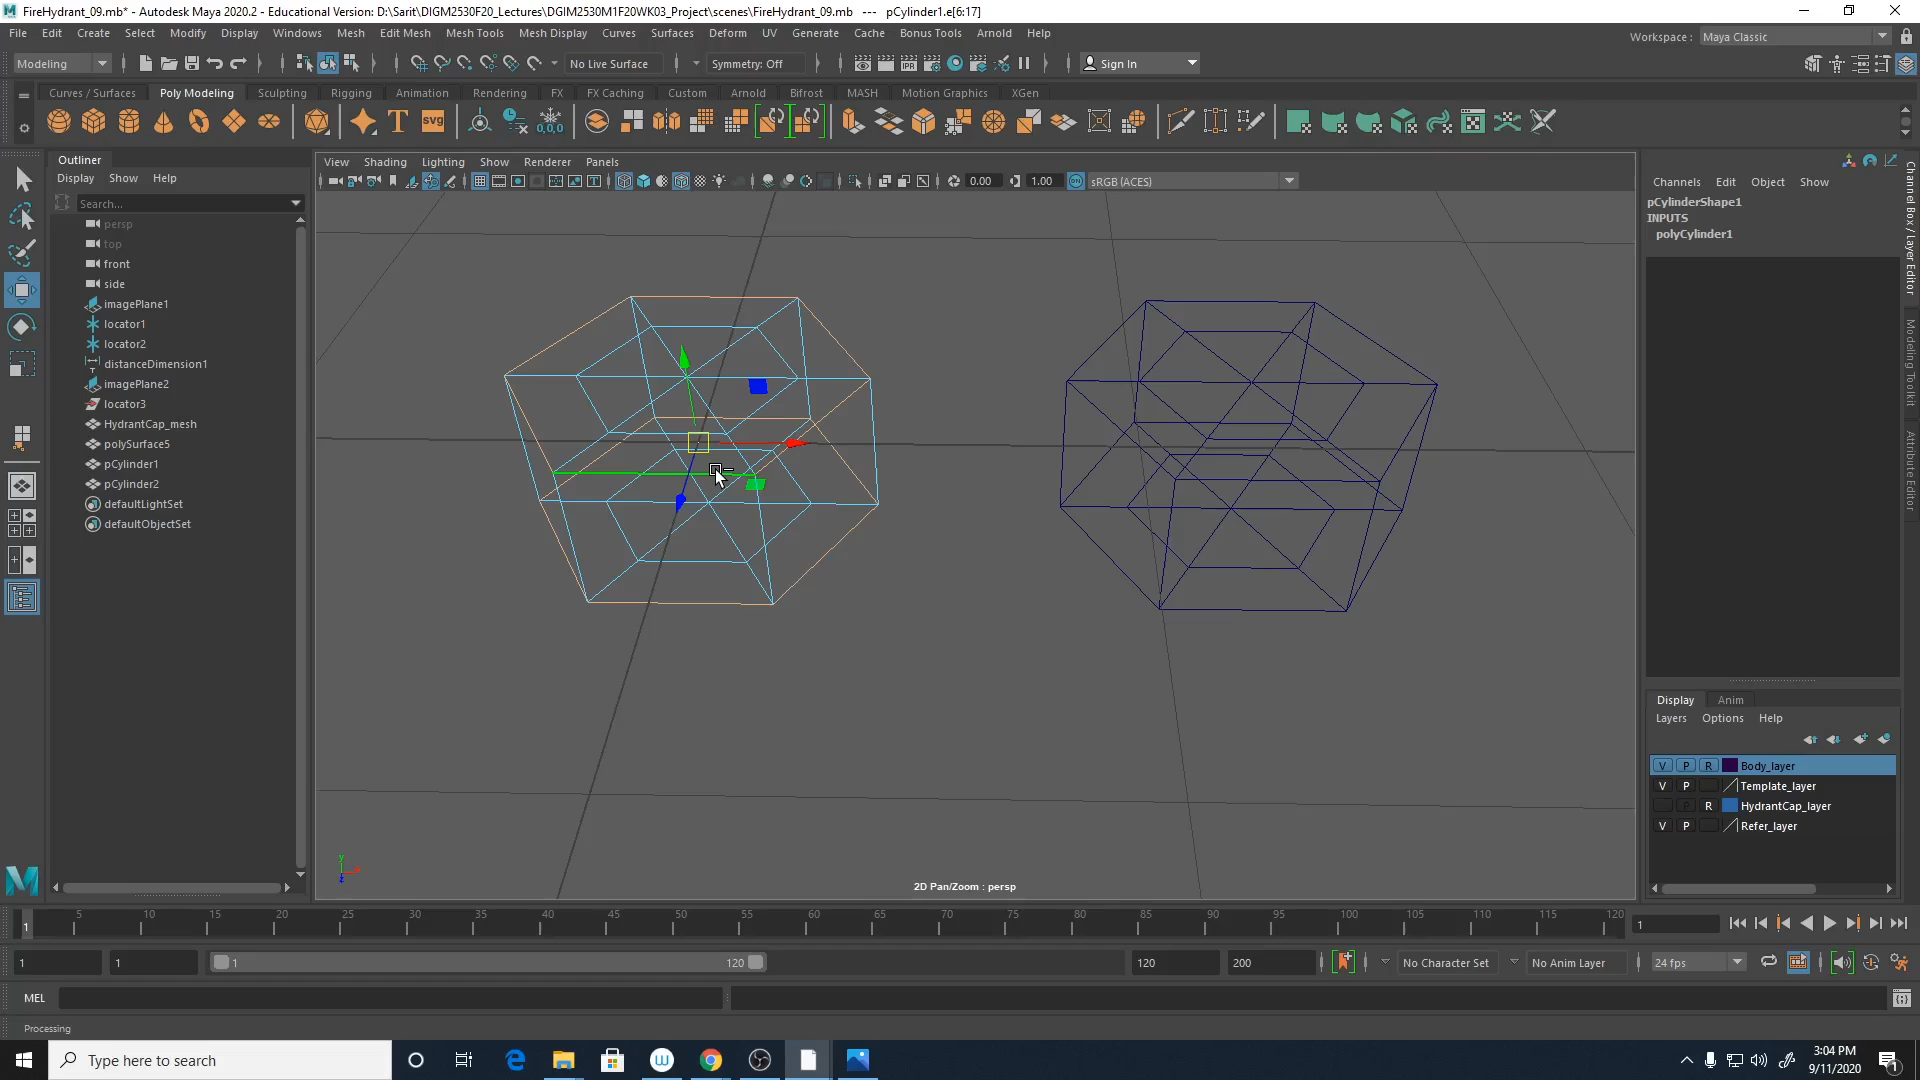 FireHydrant_09.mb* - Autodesk Maya 2020.2 - Educational Version: D:\Sarit\DIGM2530F20_Lectures\DGIM2530M1F20WK03_Project\scenes\FireHydrant_09.mb --- pCylinder1.e[6:17]
File Edit Create Select Modify Display Windows Mesh Edit Mesh Mesh Tools Mesh Display Curves Surfaces Deform UV Generate Cache Bonus Tools Arnold Help
Workspace : Maya Classic
Modeling No Live Surface Symmetry: Off Sign In
Curves / Surfaces Poly Modeling Sculpting Rigging Animation Rendering FX FX Caching Custom Arnold Bifrost MASH Motion Graphics XGen
Outliner
Display Show Help
Search...
persp
top
front
side
imagePlane1
locator1
locator2
distanceDimension1
imagePlane2
locator3
HydrantCap_mesh
polySurface5
pCylinder1
pCylinder2
defaultLightSet
defaultObjectSet
View Shading Lighting Show Renderer Panels
0.00 1.00 sRGB (ACES)
2D Pan/Zoom : persp
Channels Edit Object Show
pCylinderShape1
INPUTS
polyCylinder1
Channel Box / Layer Editor
Modeling Toolkit
Attribute Editor
Display Anim
Layers Options Help
V P R Body_layer
V P Template_layer
P R HydrantCap_layer
V P Refer_layer
1 5 10 15 20 25 30 35 40 45 50 55 60 65 70 75 80 85 90 95 100 105 110 115 120 1
1 1 1 120 120 200 No Character Set No Anim Layer 24 fps
MEL
Processing
Type here to search
3:04 PM
9/11/2020